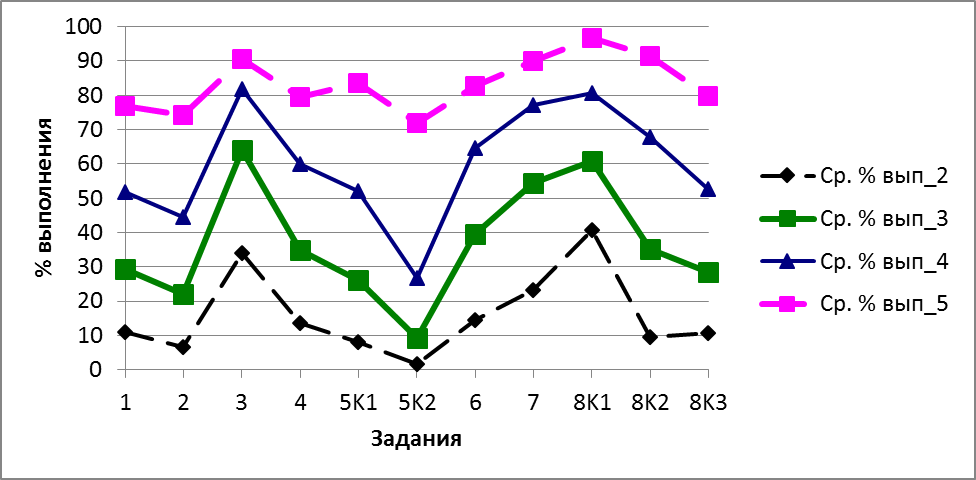 100
90
80
70
60
50
40
30
20
10
0
% выполнения
1 2 3 4 5К1 5К2 6 7 8К1 8К2 8К3
Задания
Ср. % вып_2
Ср. % вып_3
Ср. % вып_4
Ср. % вып_5